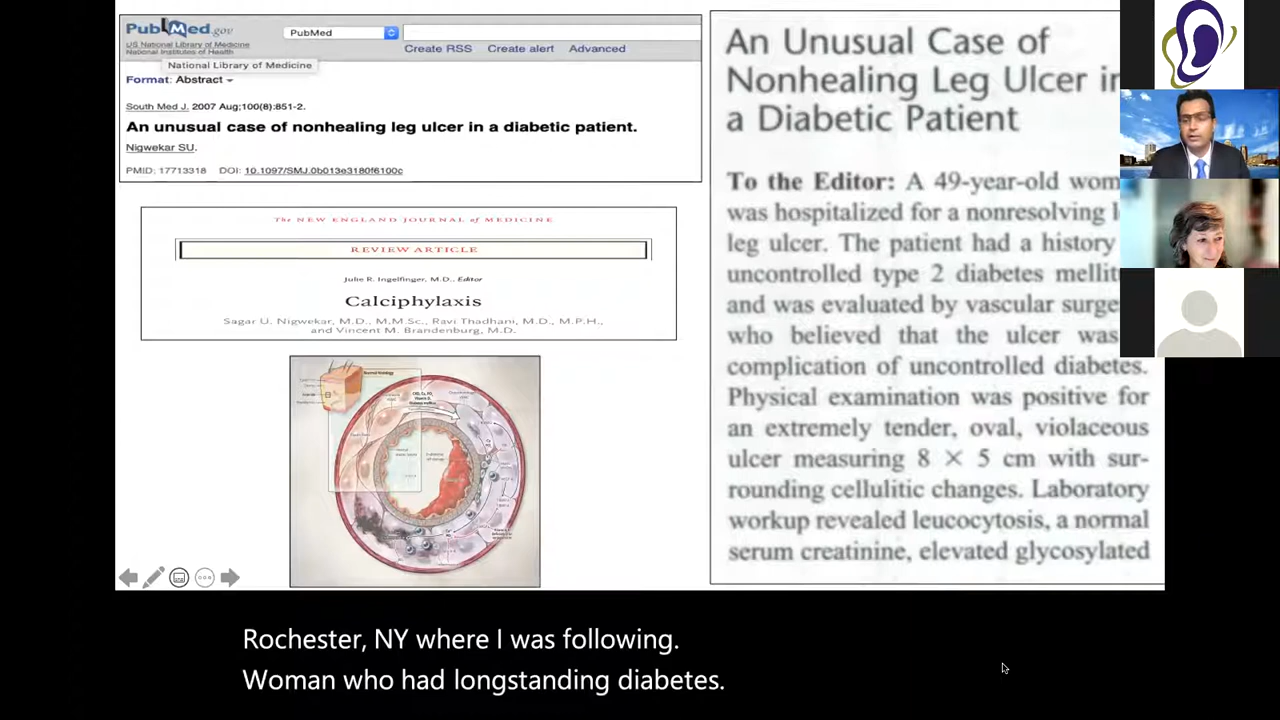 PubMed.gov
US National Library of Medicine
National Institutes of Health
PubMed
Create RSS Create alert Advanced
National Library of Medicine
Format: Abstract
South Med J. 2007 Aug;100(8):851-2.
An unusual case of nonhealing leg ulcer in a diabetic patient.
Nigwekar SU.
PMID: 17713318 DOI: 10.1097/SMJ.0b013e3180f6100c
The NEW ENGLAND JOURNAL of MEDICINE
REVIEW ARTICLE
Julie R. Ingelfinger, M.D., Editor
Calciphylaxis
Sagar U. Nigwekar, M.D., M.M.Sc., Ravi Thadhani, M.D., M.P.H.,
and Vincent M. Brandenburg, M.D.
An Unusual Case of
Nonhealing Leg Ulcer in
a Diabetic Patient
To the Editor: A 49-year-old wom
was hospitalized for a nonresolving l
leg ulcer. The patient had a history
uncontrolled type 2 diabetes mellit
and was evaluated by vascular surge
who believed that the ulcer was
complication of uncontrolled diabetes.
Physical examination was positive for
an extremely tender, oval, violaceous
ulcer measuring 8 × 5 cm with sur-
rounding cellulitic changes. Laboratory
workup revealed leucocytosis, a normal
serum creatinine, elevated glycosylated
Rochester, NY where I was following.
Woman who had longstanding diabetes.